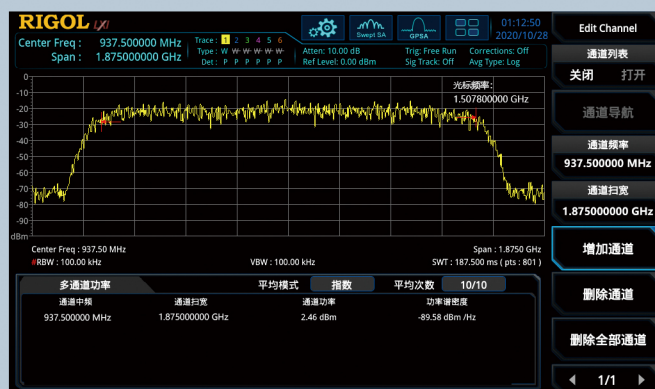 RIGOL LXI
01:12:50
2020/10/28
Swept SA
GPSA
Center Freq : 937.500000 MHz
Span : 1.875000000 GHz
Trace : 1 2 3 4 5 6
Type : W W W W W W
Det : P P P P P P
Atten: 10.00 dB
Ref Level: 0.00 dBm
Trig: Free Run
Sig Track: Off
Corrections: Off
Avg Type: Log
光标频率:
1.507800000 GHz
0
-10
-20
-30
-40
-50
-60
-70
-80
-90
dBm
Center Freq : 937.50 MHz
Span : 1.8750 GHz
#RBW : 100.00 kHz
VBW : 100.00 kHz
SWT : 187.500 ms ( pts : 801 )
多通道功率
平均模式 指数
平均次数 10/10
通道中频 通道扫宽 通道功率 功率谱密度
937.500000 MHz 1.875000000 GHz 2.46 dBm -89.58 dBm /Hz
Edit Channel
通道列表
关闭 打开
通道导航
通道频率
937.500000 MHz
通道扫宽
1.875000000 GHz
增加通道
删除通道
删除全部通道
1/1